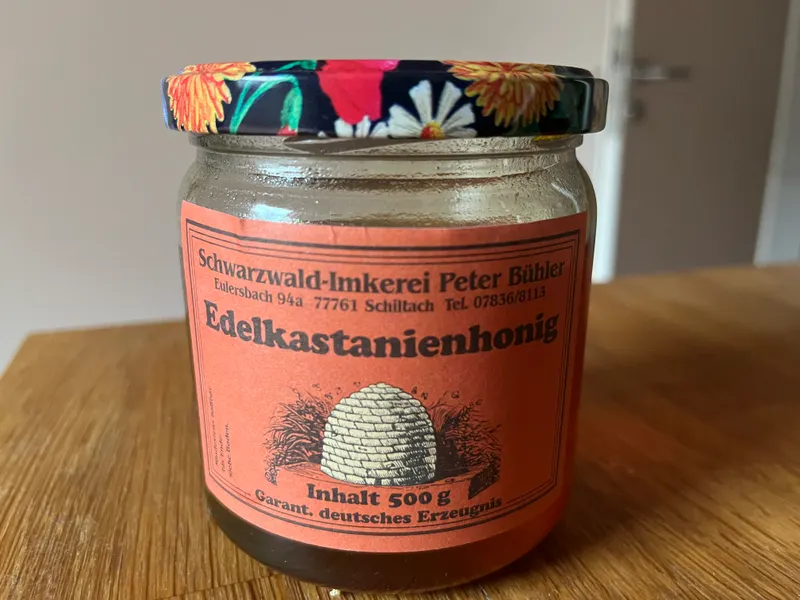 Schwarzwald-Imkerei Peter Bühler
Eulersbach 94a 77761 Schiltach Tel. 07836/8113
Edelkastanienhonig
Inhalt 500 g
Garant. deutsches Erzeugnis